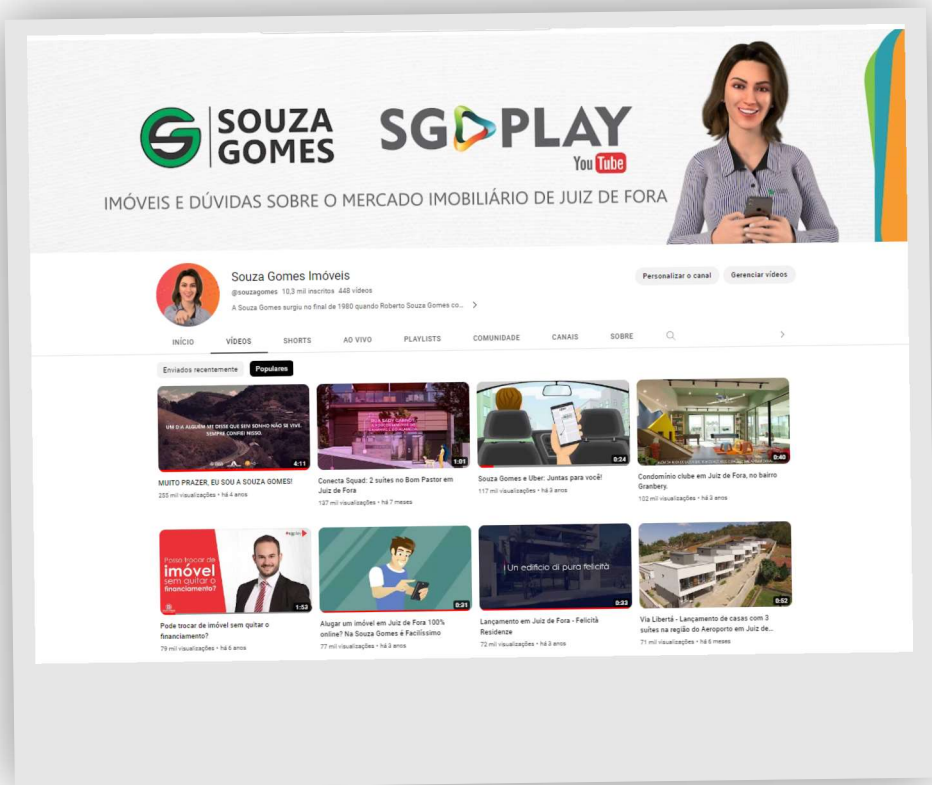 SOUZA
GOMES
SGPLAY
You Tube
IMÓVEIS E DÚVIDAS SOBRE O MERCADO IMOBILIÁRIO DE JUIZ DE FORA
Souza Gomes Imóveis
@souzagomes 10,3 mil inscritos 448 vídeos
A Souza Gomes surgiu no final de 1980 quando Roberto Souza Gomes co...
Personalizar o canal
Gerenciar vídeos
INÍCIO VÍDEOS SHORTS AO VIVO PLAYLISTS COMUNIDADE CANAIS SOBRE
Enviados recentemente Populares
UM DIA ALGUÉM ME DISSE QUE SEM SONHO NÃO SE VIVE.
SEMPRE CONFIEI NISSO.
4:11
MUITO PRAZER, EU SOU A SOUZA GOMES!
há 4 anos
1:01
Conecta Squad: 2 suítes no Bom Pastor em
Juiz de Fora
137 mil visualizações • há 7 meses
0:24
Souza Gomes e Uber: Juntas para você!
117 mil visualizações • há 3 anos
0:40
Condomínio clube em Juiz de Fora, no bairro
Granbery.
102 mil visualizações • há 3 anos
Posso trocar de
imóvel
sem quitar o
financiamento?
1:53
Pode trocar de imóvel sem quitar o
financiamento?
79 mil visualizações • há 6 anos
0:31
Alugar um imóvel em Juiz de Fora 100%
online? Na Souza Gomes é Facilíssimo
77 mil visualizações • há 3 anos
Un edificio di pura felicità
0:33
Lançamento em Juiz de Fora - Felicità
Residenze
72 mil visualizações • há 3 anos
0:52
Via Libertá - Lançamento de casas com 3
suítes na região do Aeroporto em Juiz de...
71 mil visualizações • há 6 meses